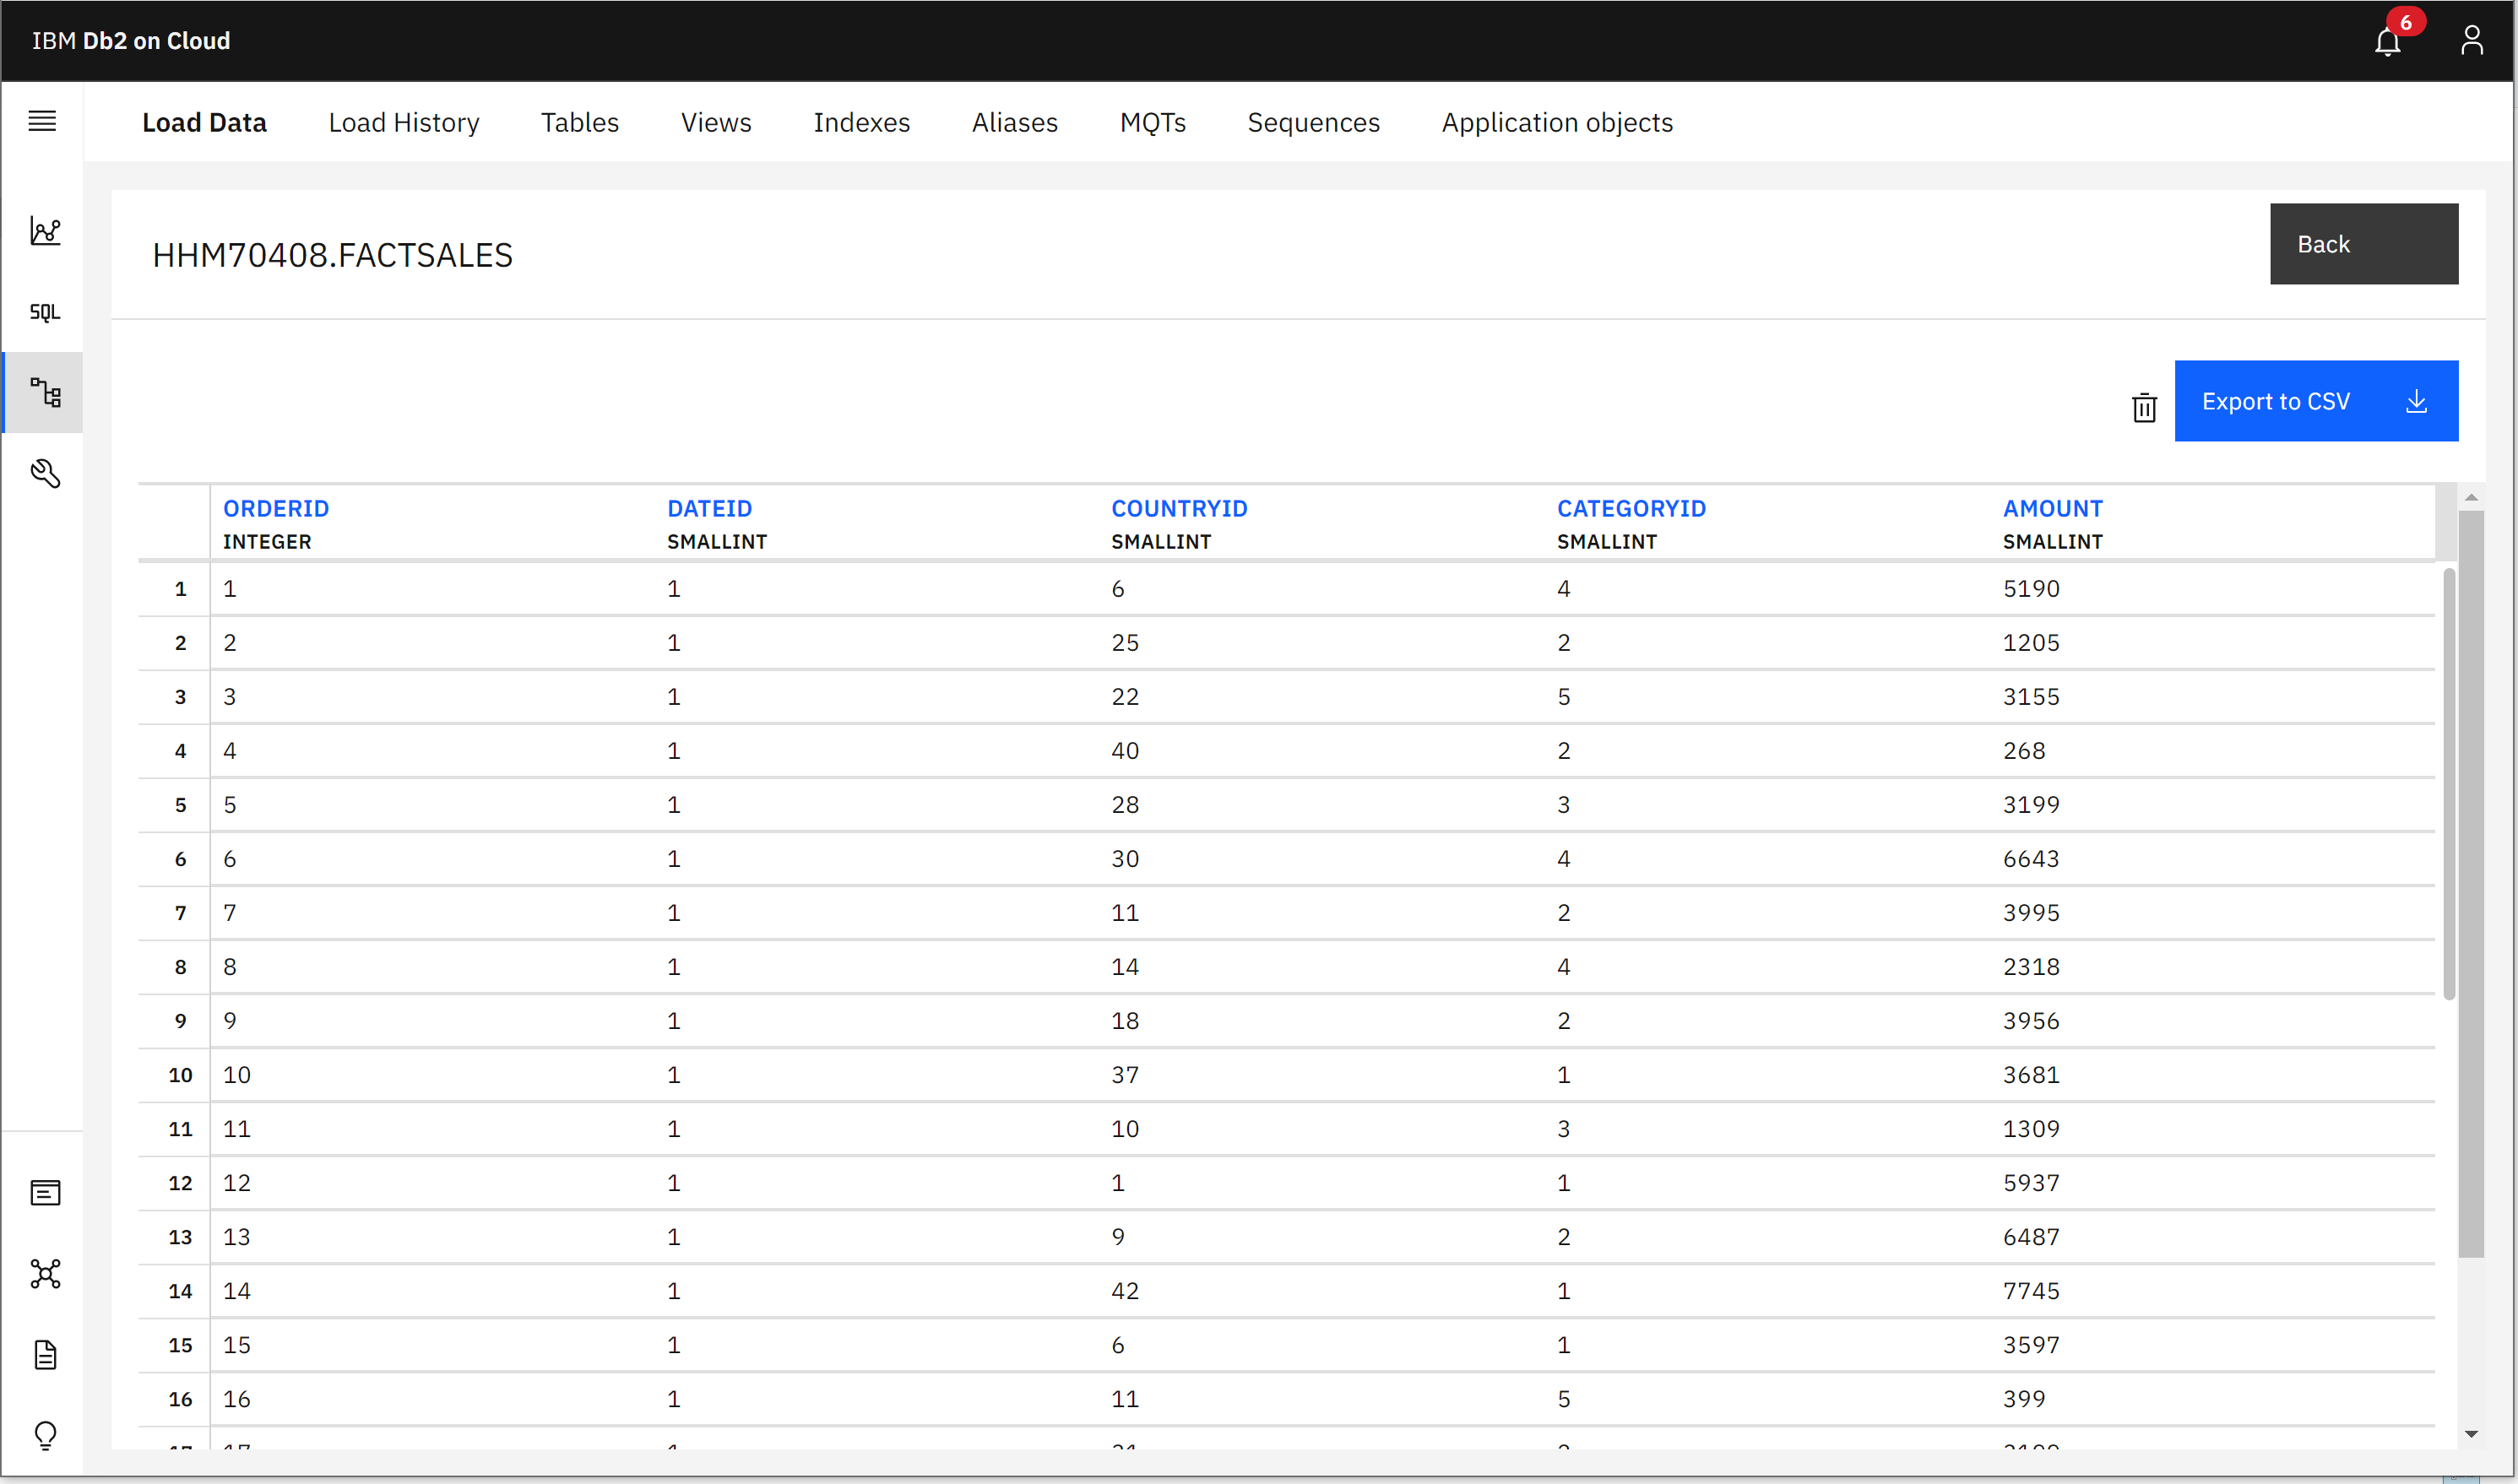 IBM Db2 on Cloud
6
Load Data Load History Tables Views Indexes Aliases MQTs Sequences Application objects
HHM70408.FACTSALES
Back
SQL
Export to CSV
ORDERID DATEID COUNTRYID CATEGORYID AMOUNT
INTEGER SMALLINT SMALLINT SMALLINT SMALLINT
1 1 1 6 4 5190
2 2 1 25 2 1205
3 3 1 22 5 3155
4 4 1 40 2 268
5 5 1 28 3 3199
6 6 1 30 4 6643
7 7 1 11 2 3995
8 8 1 14 4 2318
9 9 1 18 2 3956
10 10 1 37 1 3681
11 11 1 10 3 1309
12 12 1 1 1 5937
13 13 1 9 2 6487
14 14 1 42 1 7745
15 15 1 6 1 3597
16 16 1 11 5 399